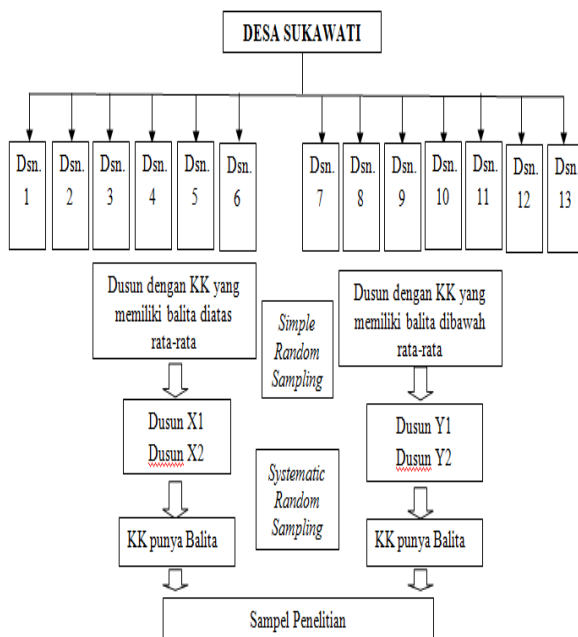 DESA SUKAWATI
Dsn.
1
Dsn.
2
Dsn.
3
Dsn.
4
Dsn.
5
Dsn.
6
Dsn.
7
Dsn.
8
Dsn.
9
Dsn.
10
Dsn.
11
Dsn.
12
Dsn.
13
Dusun dengan KK yang
memiliki balita diatas
rata-rata
Simple
Random
Sampling
Dusun dengan KK yang
memiliki balita dibawah
rata-rata
Dusun X1
Dusun X2
Systematic
Random
Sampling
Dusun Y1
Dusun Y2
KK punya Balita
KK punya Balita
Sampel Penelitian